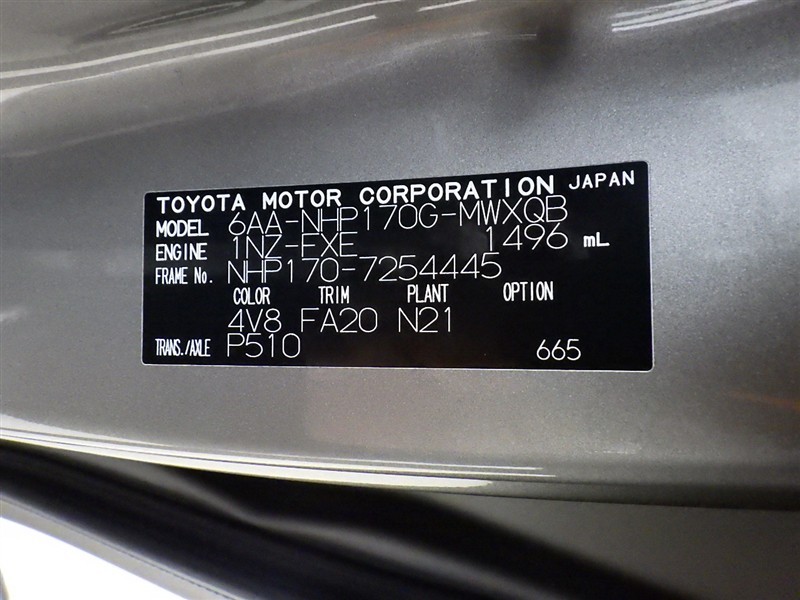 TOYOTA MOTOR CORPORATION JAPAN
MODEL 6AA-NHP170G-MWXQB
ENGINE 1NZ-FXE 1496 mL
FRAME No. NHP170-7254445
COLOR TRIM PLANT OPTION
4V8 FA20 N21
TRANS./AXLE P510 665